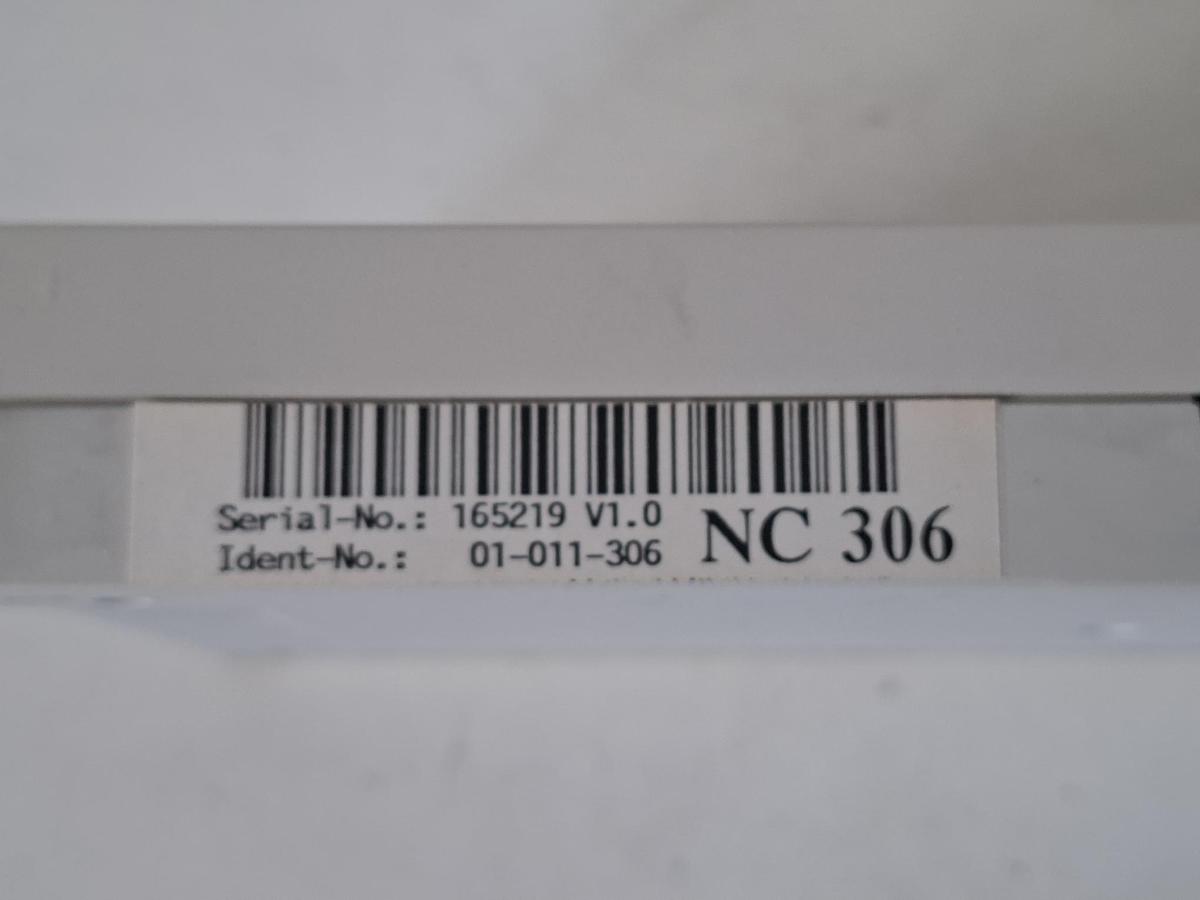 Serial-No.: 165219 V1.0
Ident-No.: 01-011-306
NC 306